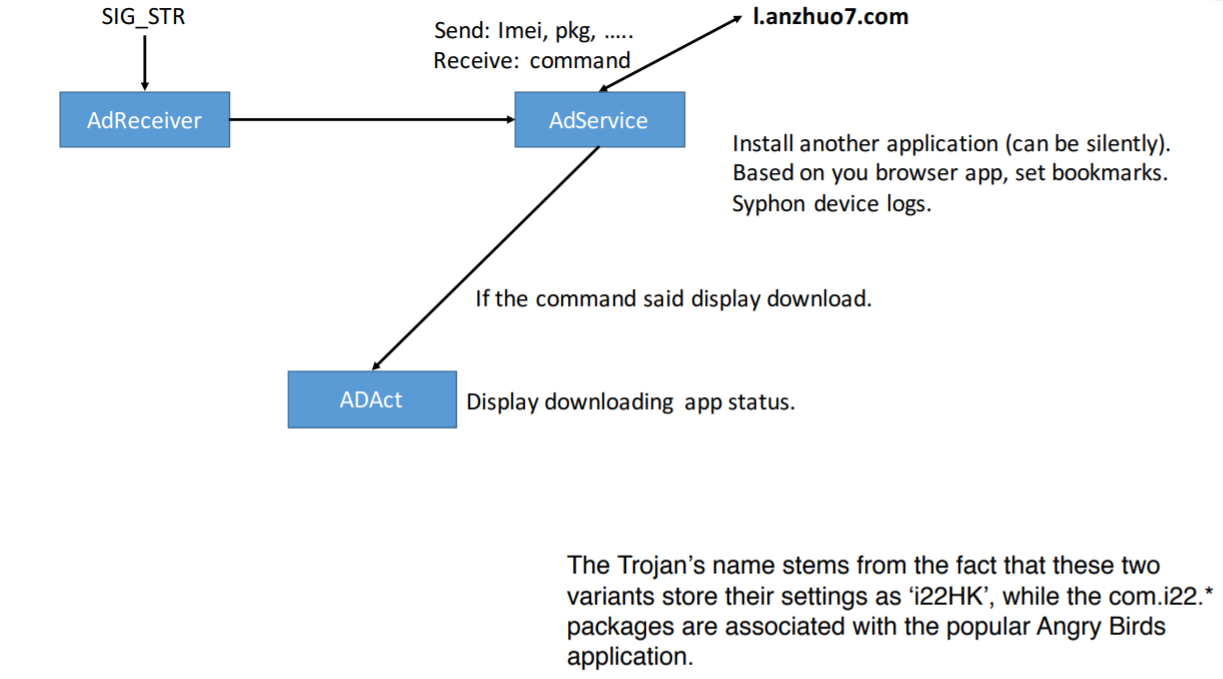 SIG_STR
Send: Imei, pkg, …..
Receive: command
l.anzhuo7.com
AdReceiver
AdService
Install another application (can be silently).
Based on you browser app, set bookmarks.
Syphon device logs.
If the command said display download.
ADAct
Display downloading app status.
The Trojan’s name stems from the fact that these two
variants store their settings as ‘i22HK’, while the com.i22.*
packages are associated with the popular Angry Birds
application.